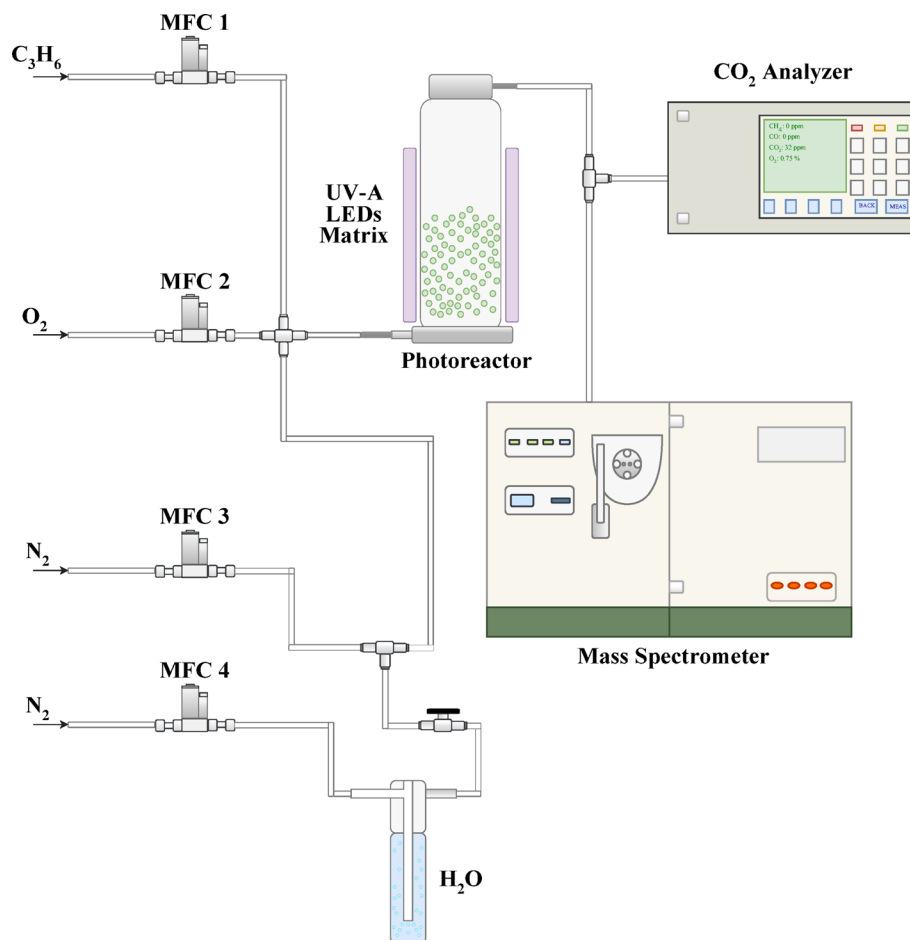 MFC 1
C₃H₆
CO₂ Analyzer
CH₄: 0 ppm
CO: 0 ppm
CO₂: 32 ppm
O₂: 0.75 %
BACK
MEAS
UV-A
LEDs
Matrix
MFC 2
O₂
Photoreactor
MFC 3
N₂
Mass Spectrometer
MFC 4
N₂
H₂O